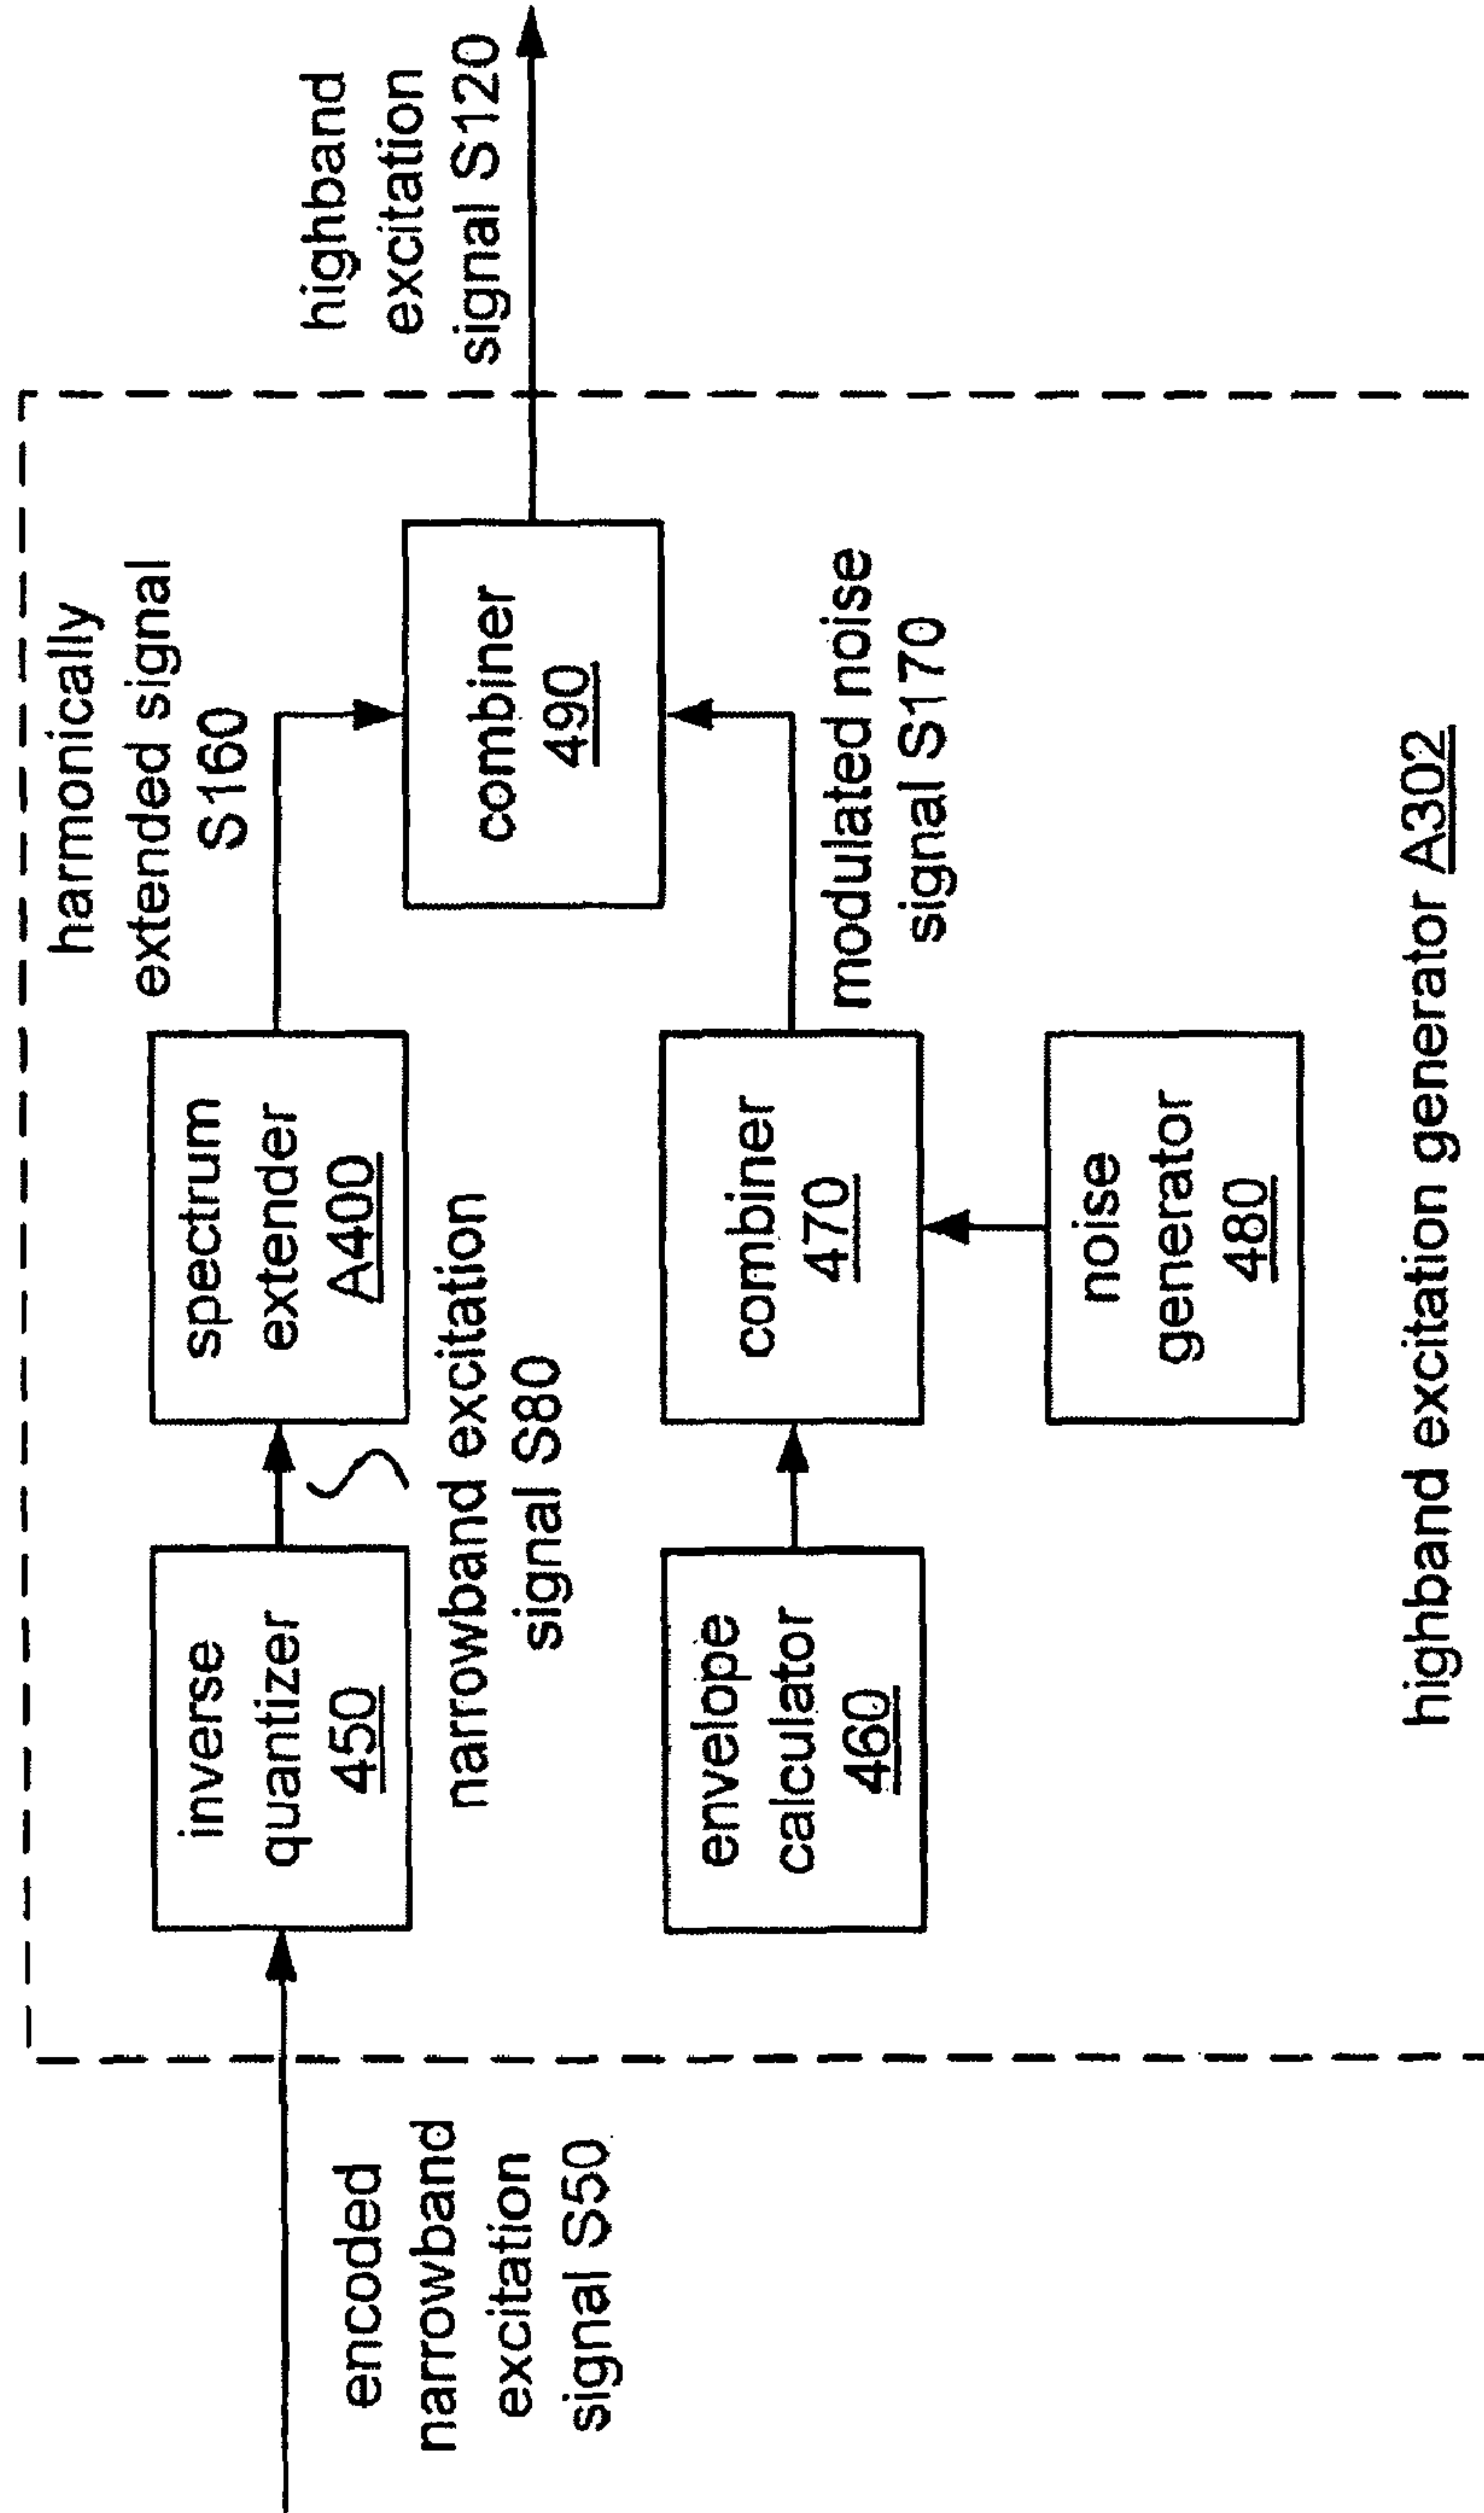 encoded
narrowband
excitation
signal S50
inverse
quantizer
450
narrowband excitation
signal S80
spectrum
extender
A400
harmonically
extended signal
S160
envelope
calculator
460
combiner
470
noise
generator
480
modulated noise
signal S170
combiner
490
highband
excitation
signal S120
highband excitation generator A302